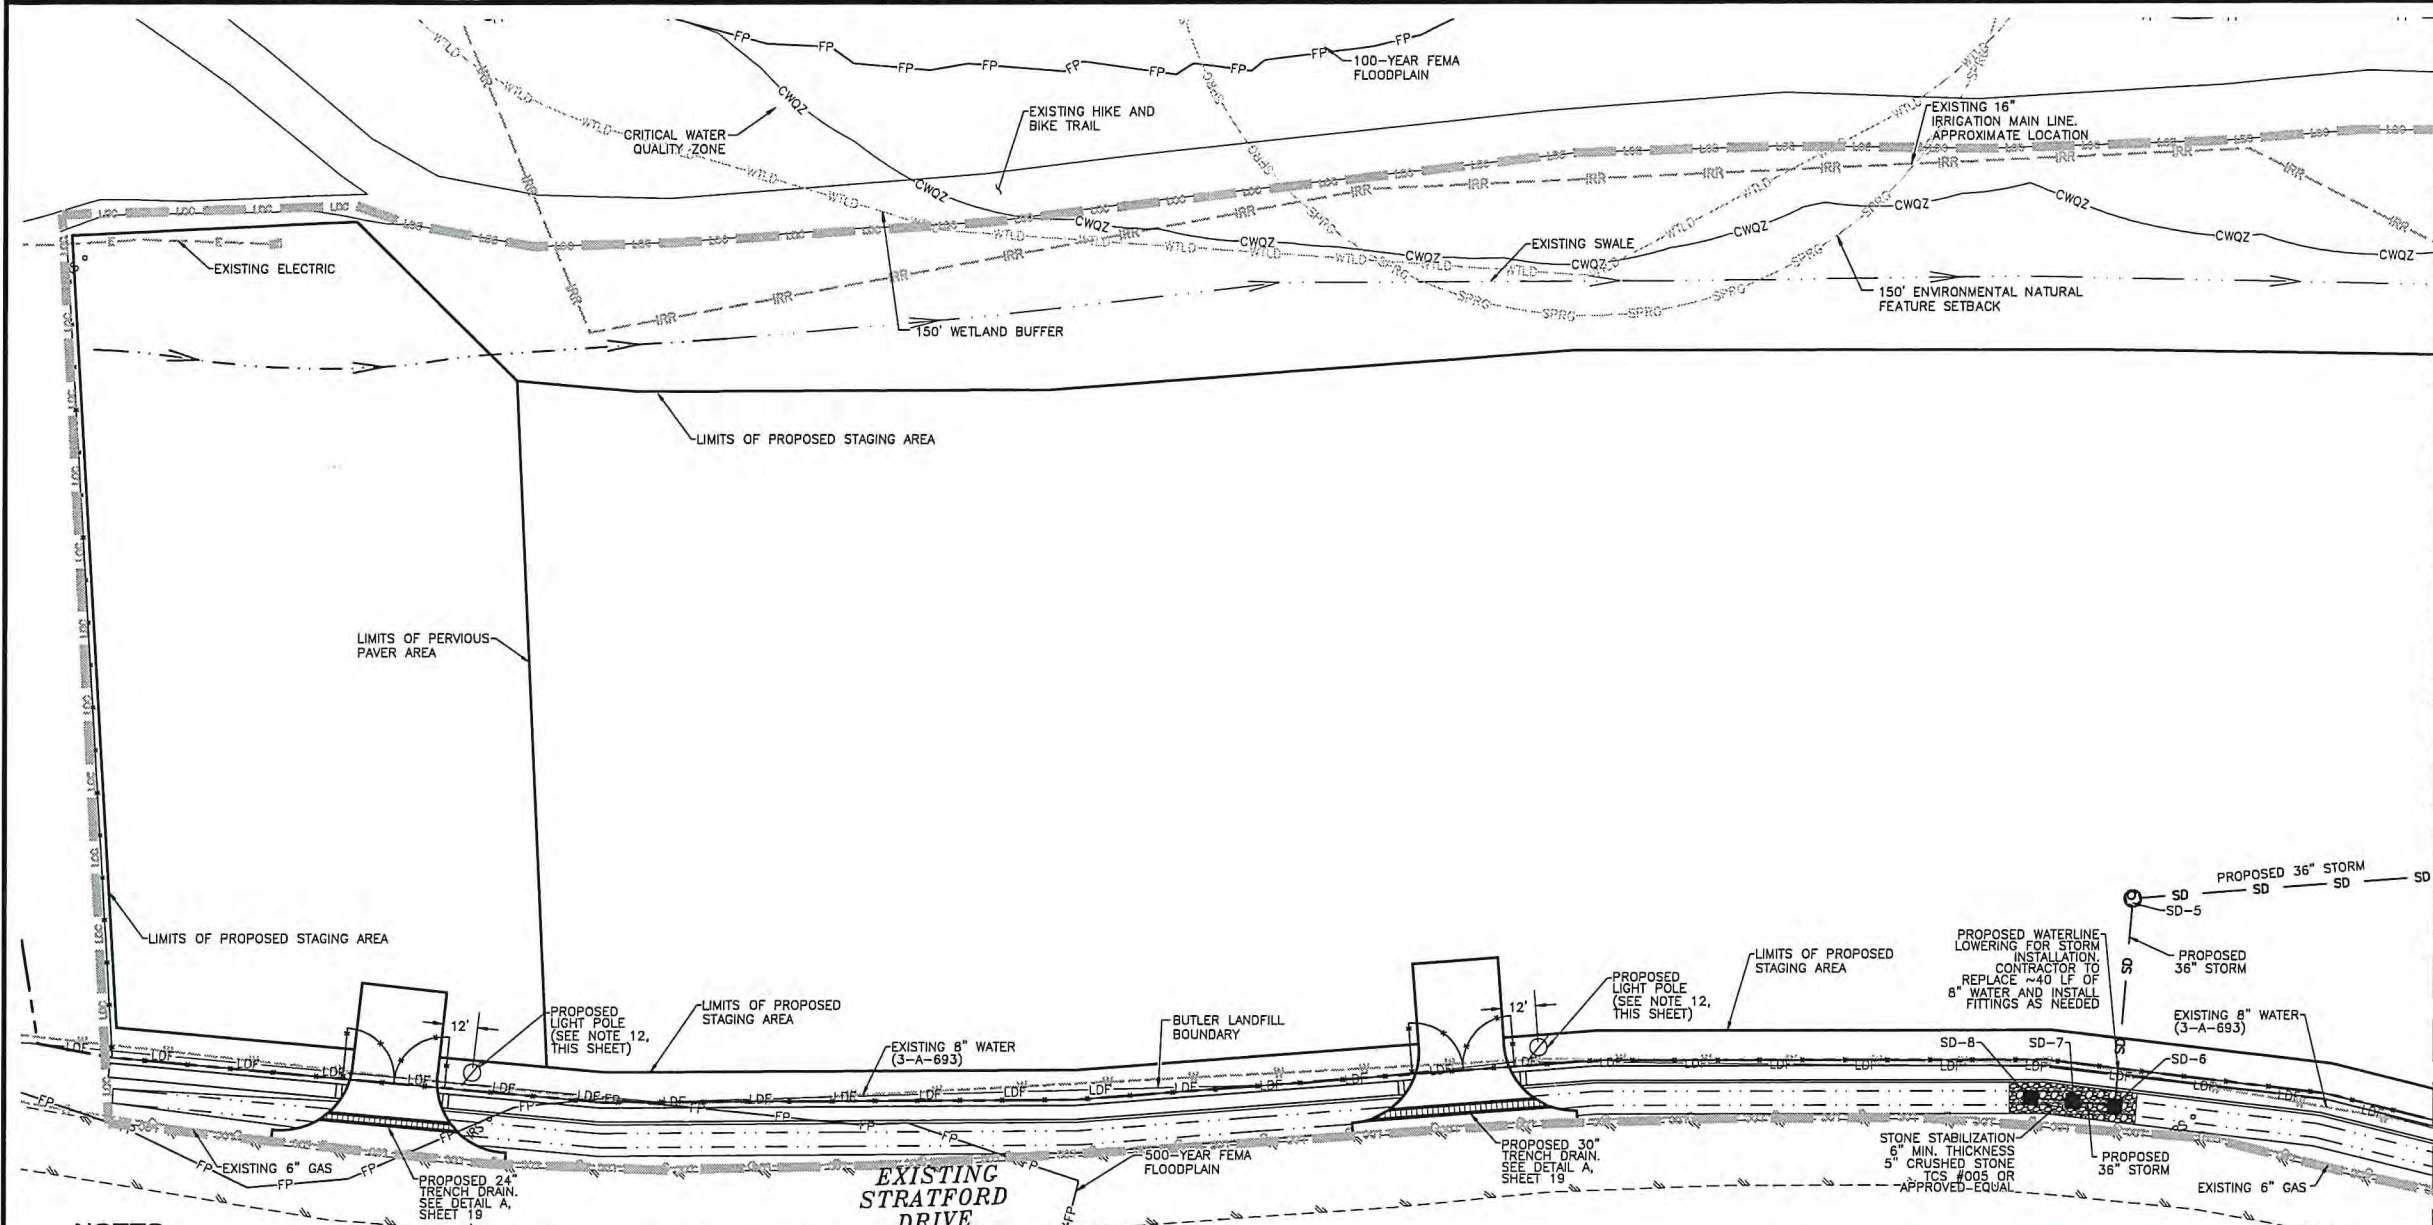 100-YEAR FEMA
FLOODPLAIN
EXISTING HIKE AND
BIKE TRAIL
CRITICAL WATER
QUALITY ZONE
EXISTING 16"
IRRIGATION MAIN LINE.
APPROXIMATE LOCATION
EXISTING ELECTRIC
EXISTING SWALE
150' WETLAND BUFFER
150' ENVIRONMENTAL NATURAL
FEATURE SETBACK
LIMITS OF PROPOSED STAGING AREA
LIMITS OF PERVIOUS
PAVER AREA
LIMITS OF PROPOSED STAGING AREA
PROPOSED 36" STORM
SD SD SD SD
SD-5
PROPOSED
36" STORM
SD
SD
PROPOSED WATERLINE
LOWERING FOR STORM
INSTALLATION.
CONTRACTOR TO
REPLACE ~40 LF OF
8" WATER AND INSTALL
FITTINGS AS NEEDED
LIMITS OF PROPOSED
STAGING AREA
PROPOSED
LIGHT POLE
(SEE NOTE 12,
THIS SHEET)
12'
EXISTING 8" WATER
(3-A-693)
SD-8
SD-7
SD-6
12'
PROPOSED
LIGHT POLE
(SEE NOTE 12,
THIS SHEET)
LIMITS OF PROPOSED
STAGING AREA
BUTLER LANDFILL
BOUNDARY
EXISTING 8" WATER
(3-A-693)
EXISTING 6" GAS
PROPOSED 24"
TRENCH DRAIN.
SEE DETAIL A,
SHEET 19
EXISTING
STRATFORD
DRIVE
500-YEAR FEMA
FLOODPLAIN
PROPOSED 30"
TRENCH DRAIN.
SEE DETAIL A,
SHEET 19
STONE STABILIZATION
6" MIN. THICKNESS
5" CRUSHED STONE
TCS #005 OR
APPROVED EQUAL
PROPOSED
36" STORM
EXISTING 6" GAS